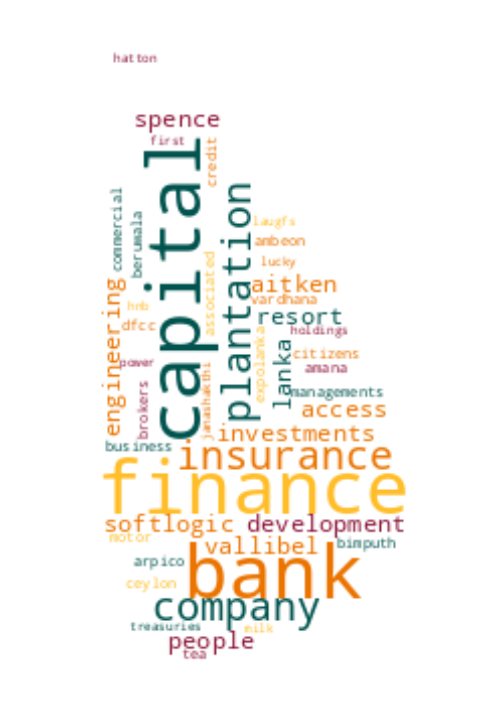 hatton
spence
first
capital
credit
commercial
berumala
plantation
laugfs
ambeon
associated
lucky
aitken
engineering
vardhana
hnb
resort
dfcc
holdings
expolanka
lanka
citizens
power
janashakthi
amana
brokers
managements
access
investments
business
insurance
finance
softlogic
development
motor
vallibel
bimputh
arpico
bank
ceylon
company
treasuries
milk
people
tea